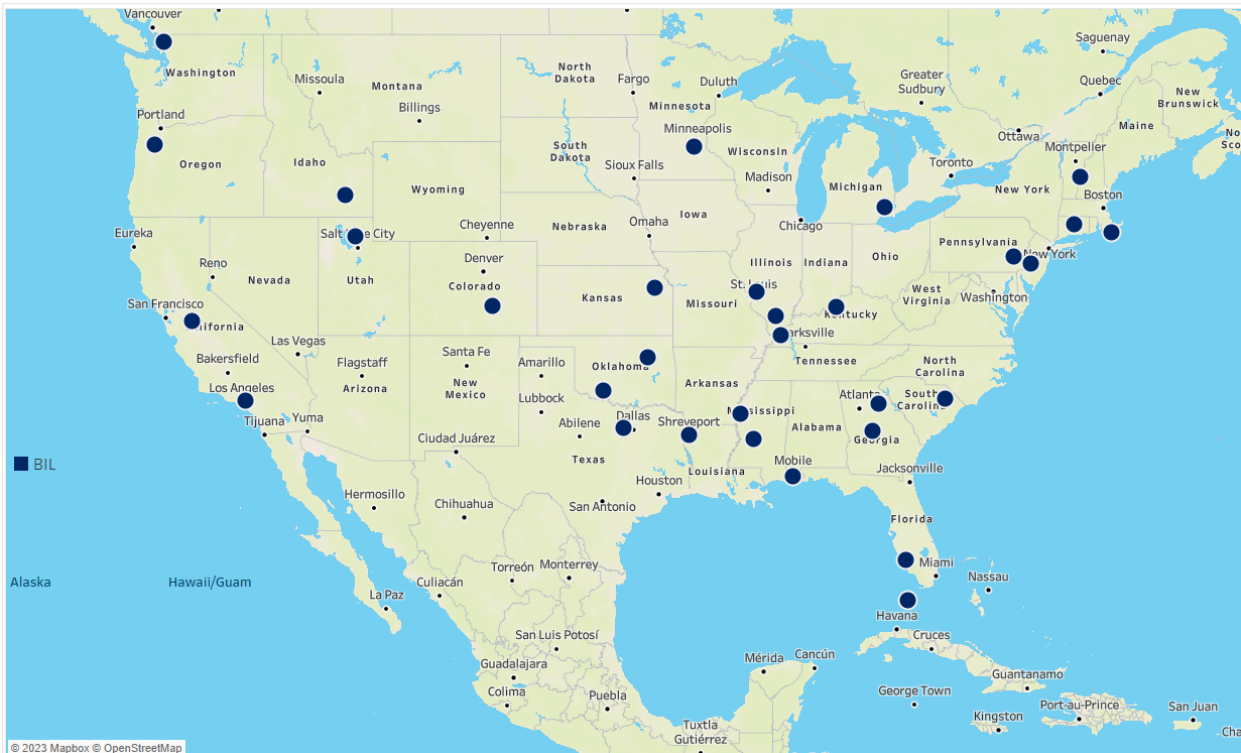 Vancouver
Saguenay
Washington
Missoula
Montana
North
Dakota
Fargo
Duluth
Greater
Sudbury
Quebec
New
Brunswick
Billings
Minnesota
Portland
Minneapolis
Ottawa
Maine
Montpelier
Oregon
Idaho
South
Dakota
Wisconsin
Toronto
Wyoming
Sioux Falls
Madison
Michigan
New York
Boston
Iowa
Chicago
Eureka
Salt Lake City
Cheyenne
Nebraska
Omaha
Pennsylvania
New York
Reno
Nevada
Utah
Denver
Colorado
Illinois
Indiana
Ohio
San Francisco
California
Kansas
St. Louis
Missouri
West
Virginia
Washington
Kentucky
Las Vegas
Clarksville
Bakersfield
Flagstaff
Santa Fe
Amarillo
Oklahoma
Tennessee
North
Carolina
Los Angeles
Arizona
New
Mexico
Lubbock
Arkansas
Atlanta
South
Carolina
Tijuana
Yuma
Abilene
Dallas
Shreveport
Mississippi
Alabama
Georgia
Ciudad Juárez
Texas
Louisiana
Mobile
Jacksonville
BIL
Hermosillo
Chihuahua
San Antonio
Houston
Florida
Alaska
Hawaii/Guam
Culiacán
Torreón
Monterrey
Miami
Nassau
La Paz
Havana
San Luis Potosí
Cruces
Guadalajara
Mérida
Cancún
Guantanamo
Colima
Puebla
George Town
Port-au-Prince
San Juan
Tuxtla
Gutiérrez
Kingston
© 2023 Mapbox © OpenStreetMap